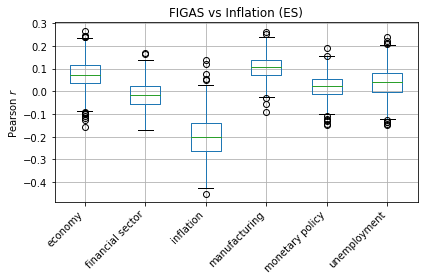 FIGAS vs Inflation (ES)
Pearson r
0.3
0.2
0.1
0.0
−0.1
−0.2
−0.3
−0.4
economy
financial sector
inflation
manufacturing
monetary policy
unemployment